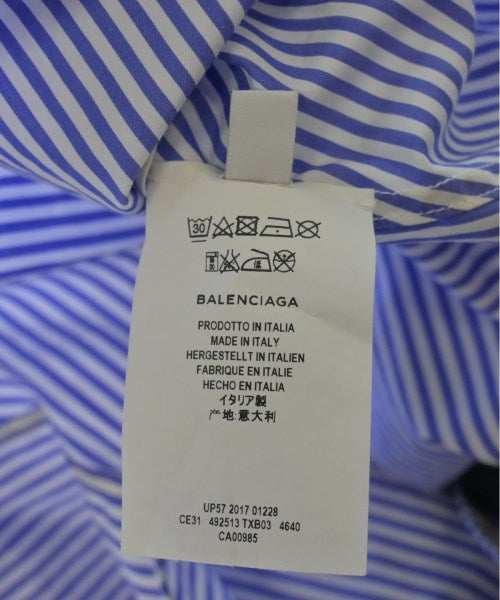 30
BALENCIAGA
PRODOTTO IN ITALIA
MADE IN ITALY
HERGESTELLT IN ITALIEN
FABRIQUE EN ITALIE
HECHO EN ITALIA
イタリア製
产地:意大利
UP57 2017 01228
CE31 492513 TXB03 4640
CA00985